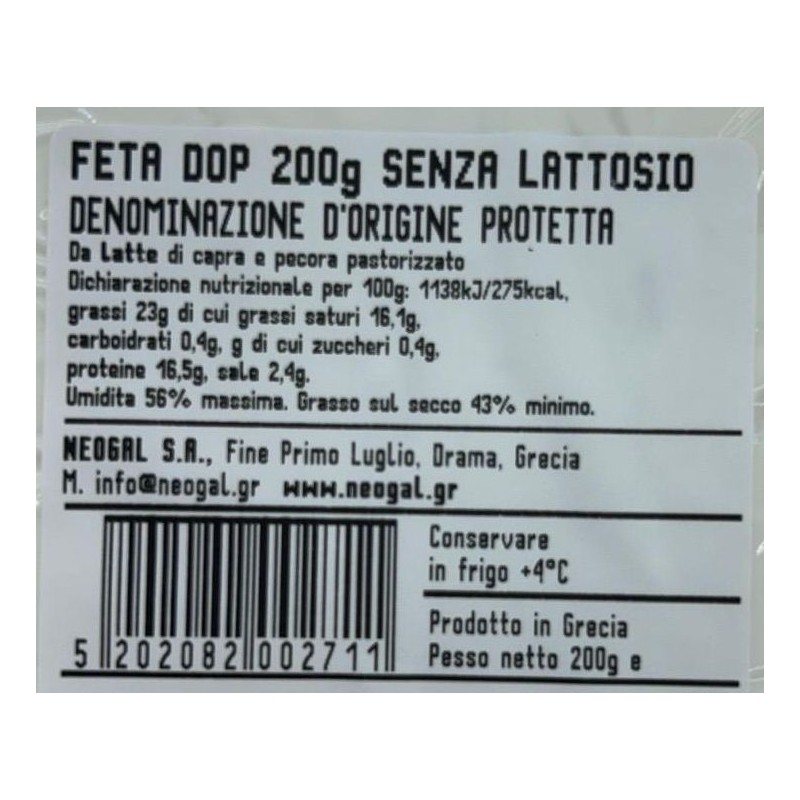 FETA DOP 200g SENZA LATTOSIO
DENOMINAZIONE D'ORIGINE PROTETTA
Da Latte di capra e pecora pastorizzato
Dichiarazione nutrizionale per 100g: 1138kJ/275kcal,
grassi 23g di cui grassi saturi 16,1g,
carboidrati 0,4g, g di cui zuccheri 0,4g,
proteine 16,5g, sale 2,4g.
Umidita 56% massima. Grasso sul secco 43% minimo.
NEOGAL S.A., Fine Primo Luglio, Drama, Grecia
M. info@neogal.gr www.neogal.gr
Conservare
in frigo +4°C
Prodotto in Grecia
Peso netto 200g e
5 202082 002711